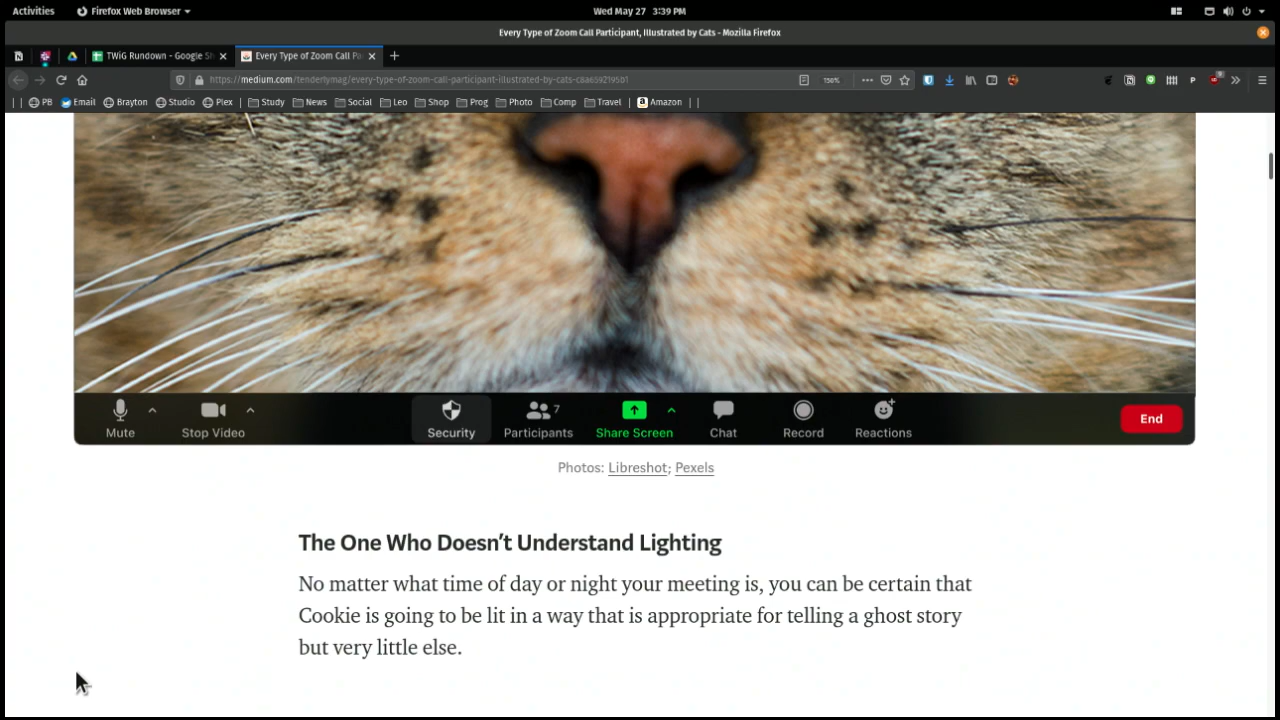 Activities
Firefox Web Browser
Wed May 27 3:39 PM
Every Type of Zoom Call Participant, Illustrated by Cats - Mozilla Firefox
TWiG Rundown - Google Sh
Every Type of Zoom Call Pa
https://medium.com/tenderlymag/every-type-of-zoom-call-participant-illustrated-by-cats-c8a6592195b1
150%
PB
Email
Brayton
Studio
Plex
Study
News
Social
Leo
Shop
Prog
Photo
Comp
Travel
Amazon
Mute
Stop Video
Security
7
Participants
Share Screen
Chat
Record
Reactions
End
Photos: Libreshot; Pexels
The One Who Doesn’t Understand Lighting
No matter what time of day or night your meeting is, you can be certain that
Cookie is going to be lit in a way that is appropriate for telling a ghost story
but very little else.